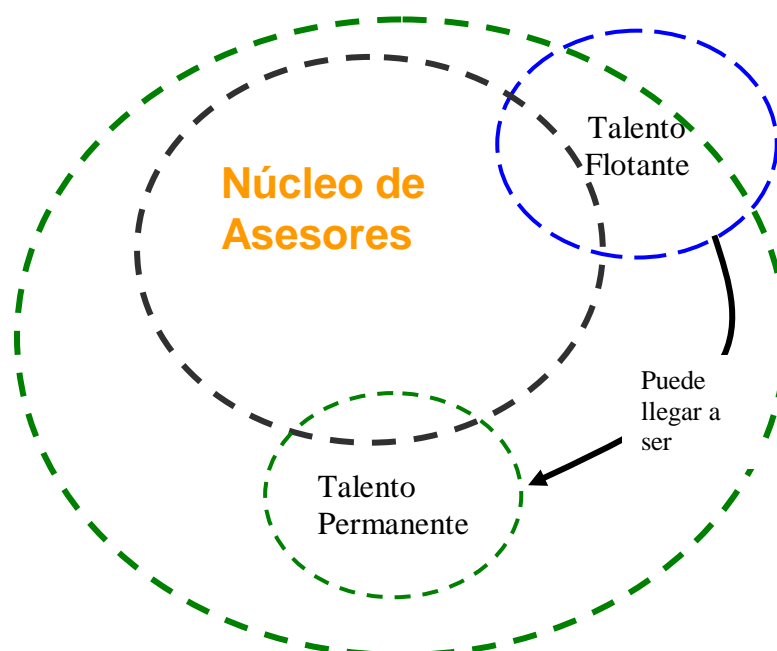 Talento
Flotante
Núcleo de
Asesores
Puede
llegar a
ser
Talento
Permanente